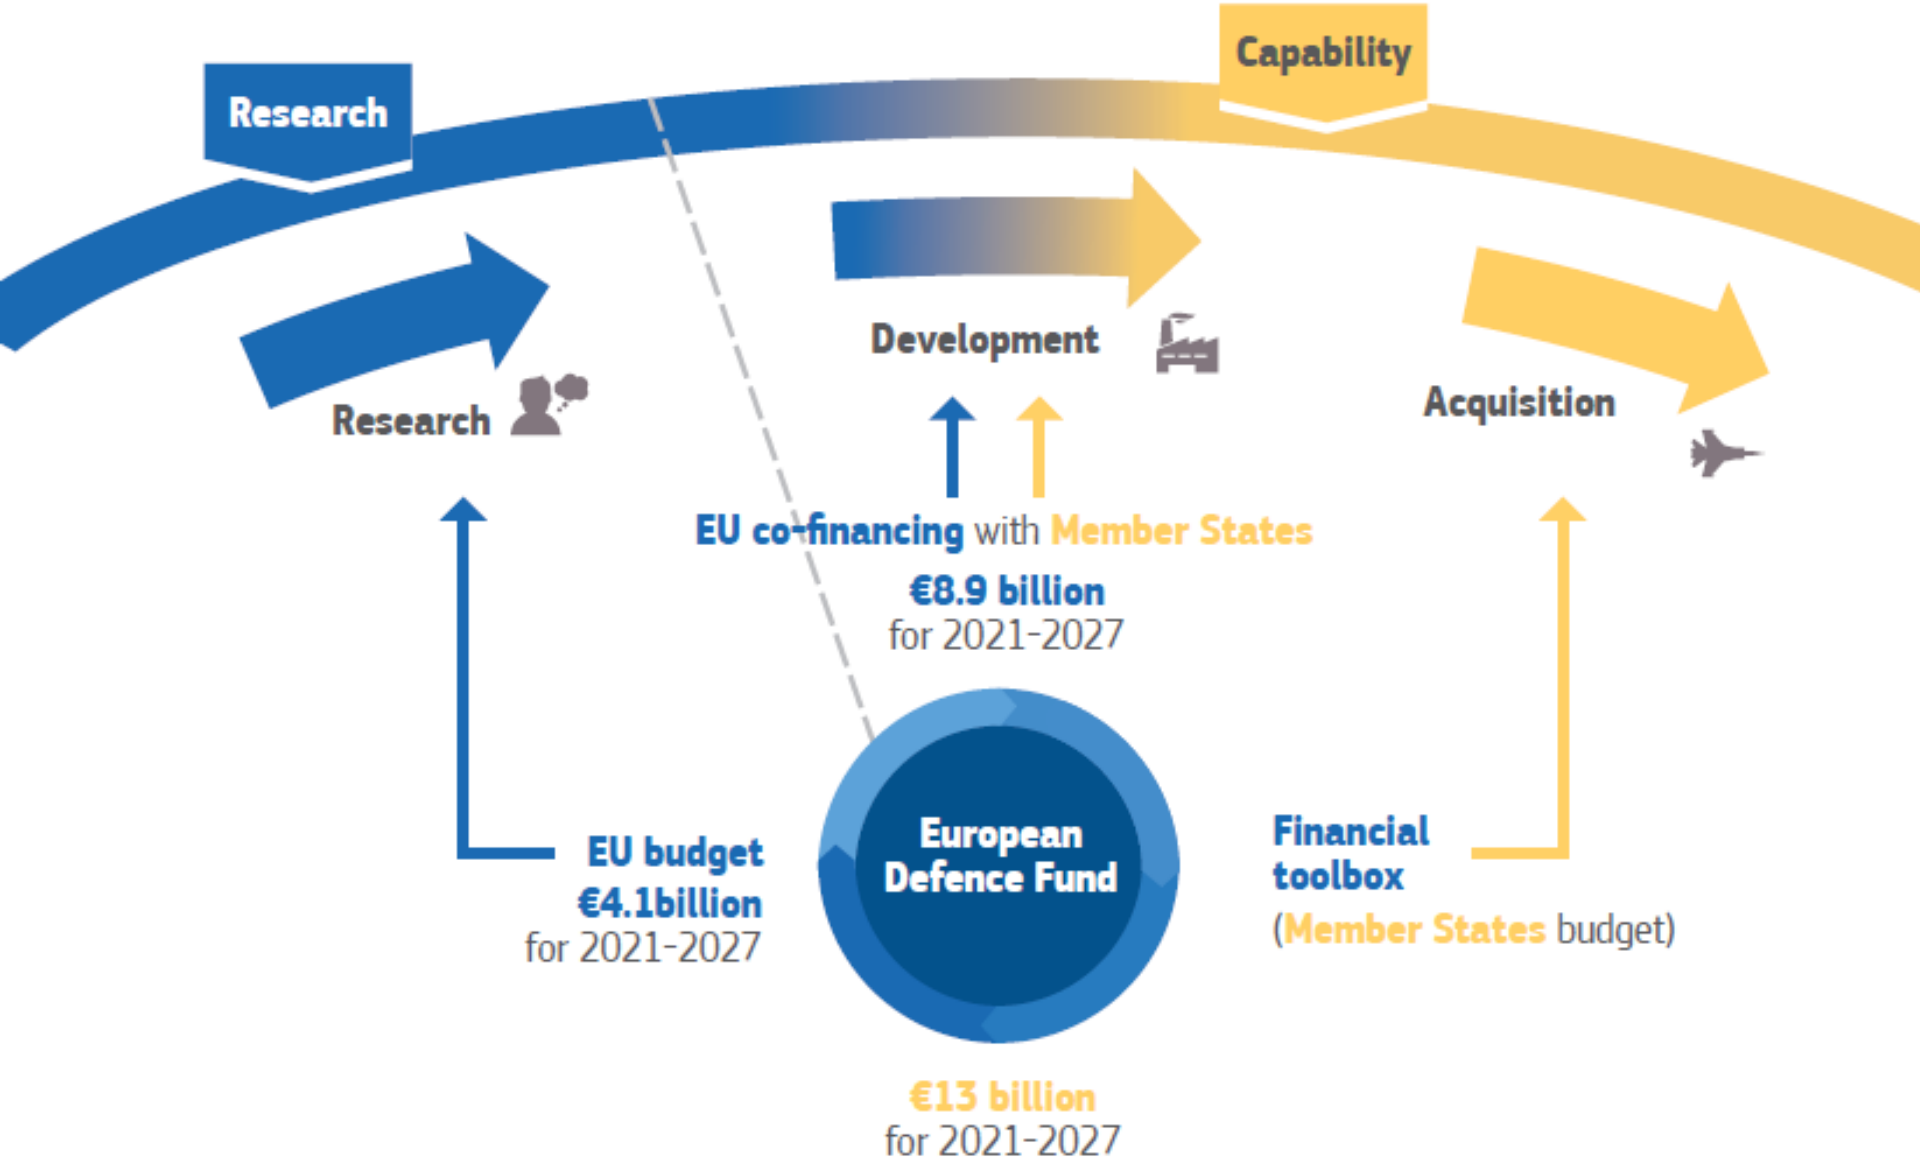 Research
Capability
Research
Development
Acquisition
EU co-financing with Member States
€8.9 billion
for 2021-2027
EU budget
€4.1billion
for 2021-2027
European
Defence Fund
Financial
toolbox
(Member States budget)
€13 billion
for 2021-2027